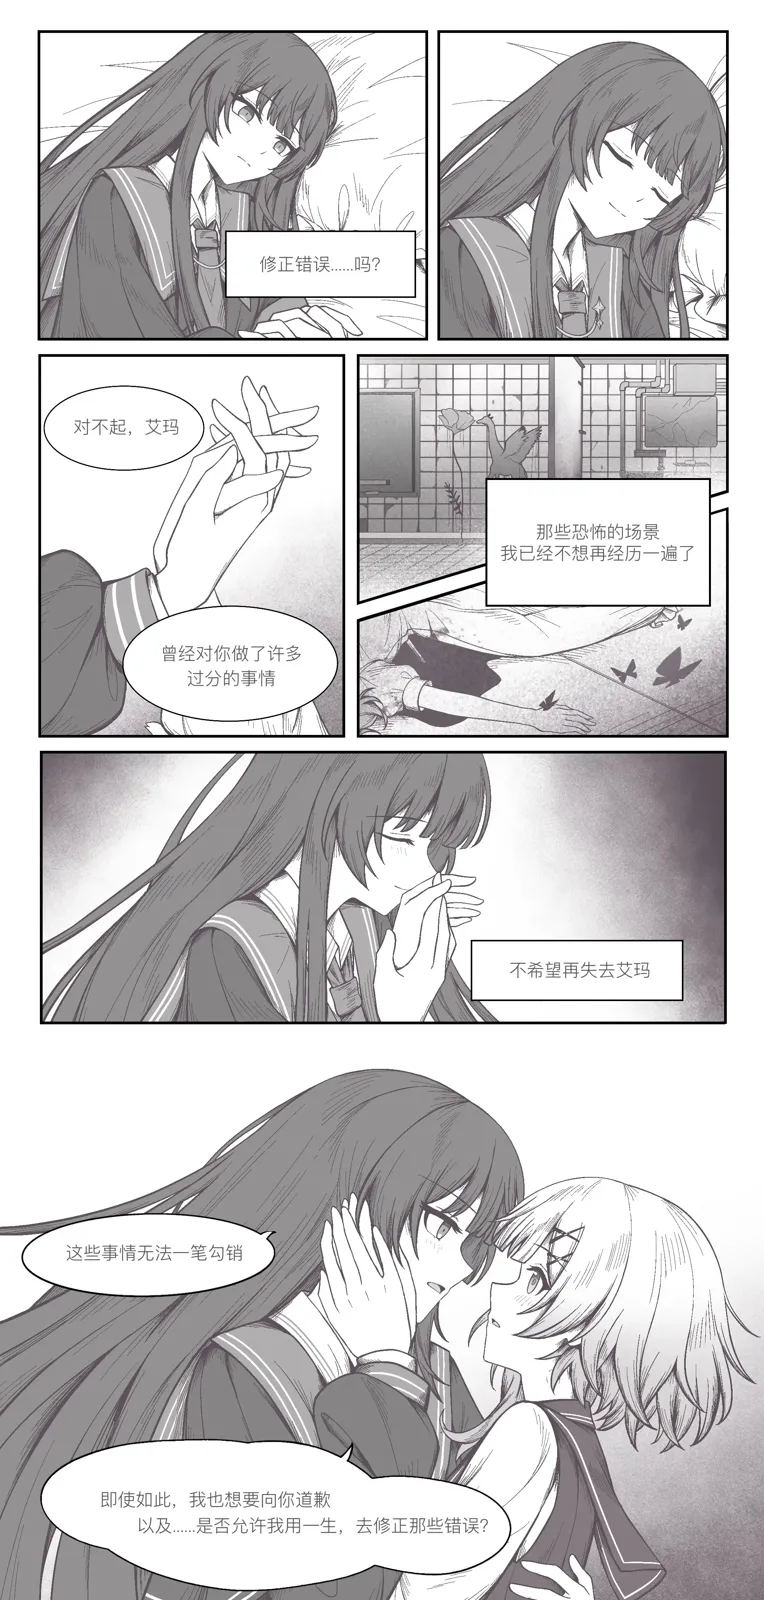 修正错误……吗？
对不起，艾玛
曾经对你做了许多
过分的事情
那些恐怖的场景
我已经不想再经历一遍了
不希望再失去艾玛
这些事情无法一笔勾销
即使如此，我也想要向你道歉
以及……是否允许我用一生，去修正那些错误？